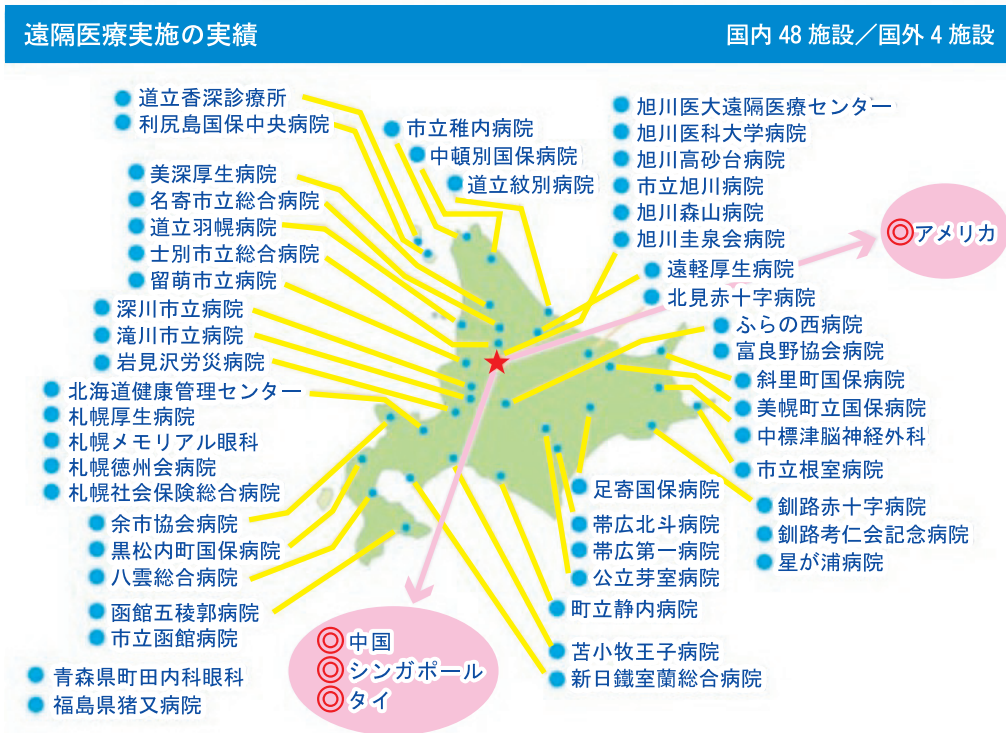 遠隔医療実施の実績
国内 48 施設／国外 4 施設
道立香深診療所
利尻島国保中央病院
市立稚内病院
中頓別国保病院
道立紋別病院
旭川医大遠隔医療センター
旭川医科大学病院
旭川高砂台病院
市立旭川病院
旭川森山病院
旭川圭泉会病院
美深厚生病院
名寄市立総合病院
道立羽幌病院
士別市立総合病院
留萌市立病院
アメリカ
遠軽厚生病院
北見赤十字病院
深川市立病院
滝川市立病院
岩見沢労災病院
ふらの西病院
富良野協会病院
斜里町国保病院
美幌町立国保病院
中標津脳神経外科
市立根室病院
北海道健康管理センター
札幌厚生病院
札幌メモリアル眼科
札幌徳州会病院
札幌社会保険総合病院
余市協会病院
黒松内町国保病院
八雲総合病院
函館五稜郭病院
市立函館病院
足寄国保病院
帯広北斗病院
帯広第一病院
公立芽室病院
釧路赤十字病院
釧路考仁会記念病院
星が浦病院
町立静内病院
苫小牧王子病院
新日鐵室蘭総合病院
中国
シンガポール
タイ
青森県町田内科眼科
福島県猪又病院